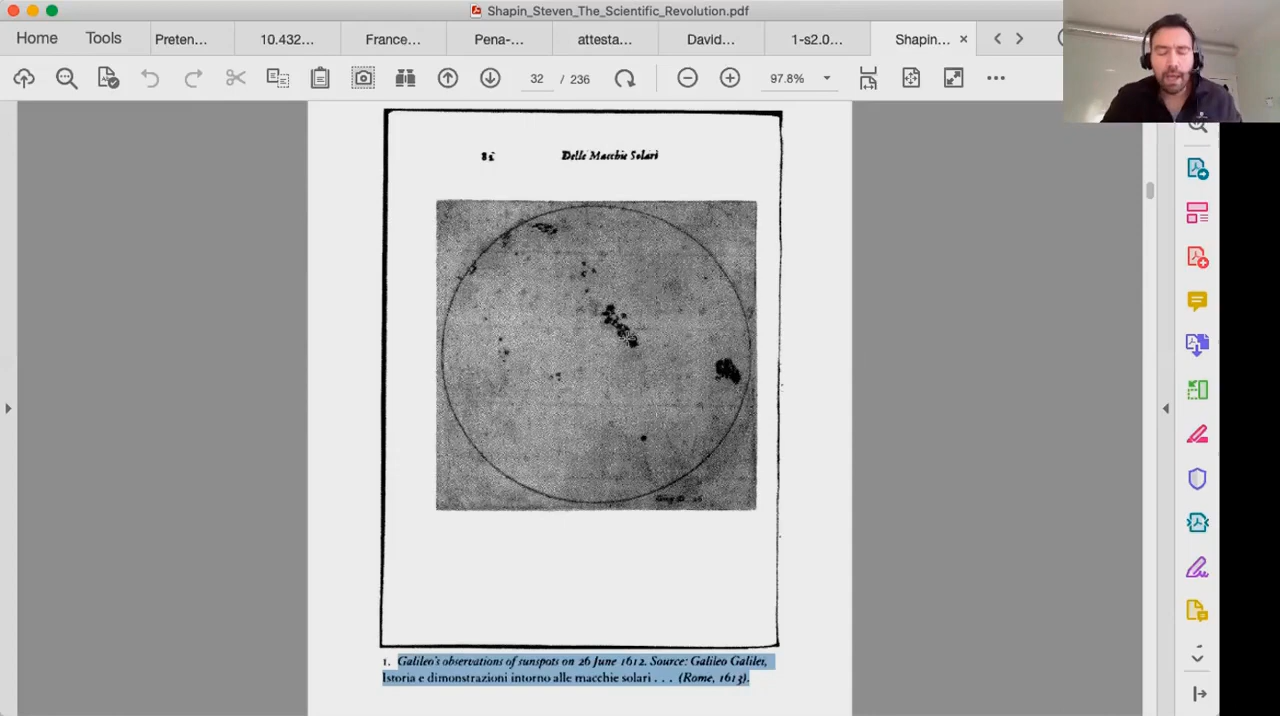 Shapin_Steven_The_Scientific_Revolution.pdf
Home Tools Preten... 10.432... France... Pena-... attesta... David... 1-s2.0... Shapin... ×
32 / 236 97.8%
Delle Macchie Solari
1. Galileo's observations of sunspots on 26 June 1612. Source: Galileo Galilei,
Istoria e dimonstrazioni intorno alle macchie solari . . . (Rome, 1613).